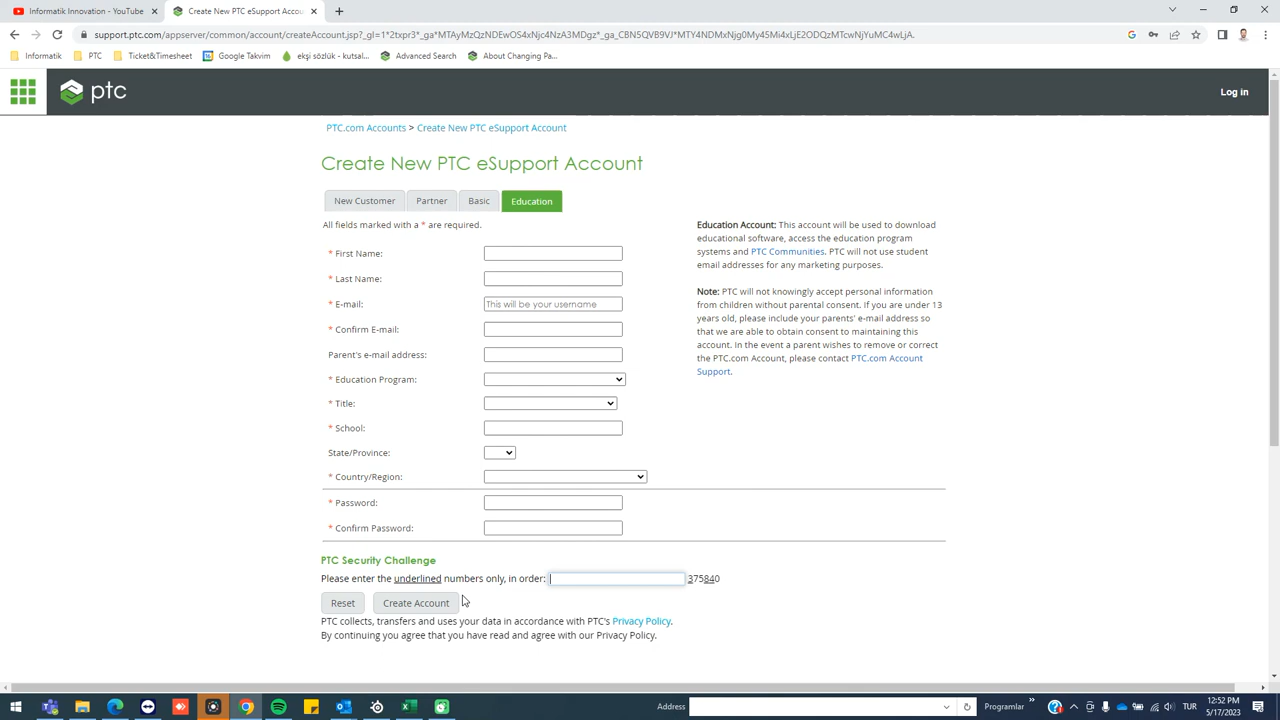 Informatik Innovation - YouTube
Create New PTC eSupport Accou
support.ptc.com/appserver/common/account/createAccount.jsp?_gl=1*2txpr3*_ga*MTAyMzQzNDEwOS4xNjc4NzA3MDgz*_ga_CBN5QVB9VJ*MTY4NDMxNjg0My45Mi4xLjE2ODQzMTcwNjYuMC4wLjA.
Informatik
PTC
Ticket&Timesheet
Google Takvim
ekşi sözlük - kutsal...
Advanced Search
About Changing Pa...
ptc
Log in
PTC.com Accounts > Create New PTC eSupport Account
Create New PTC eSupport Account
New Customer
Partner
Basic
Education
All fields marked with a * are required.
* First Name:
* Last Name:
* E-mail:
This will be your username
* Confirm E-mail:
Parent's e-mail address:
* Education Program:
* Title:
* School:
State/Province:
* Country/Region:
* Password:
* Confirm Password:
Education Account: This account will be used to download
educational software, access the education program
systems and PTC Communities. PTC will not use student
email addresses for any marketing purposes.
Note: PTC will not knowingly accept personal information
from children without parental consent. If you are under 13
years old, please include your parents' e-mail address so
that we are able to obtain consent to maintaining this
account. In the event a parent wishes to remove or correct
the PTC.com Account, please contact PTC.com Account
Support.
PTC Security Challenge
Please enter the underlined numbers only, in order:
375840
Reset
Create Account
PTC collects, transfers and uses your data in accordance with PTC's Privacy Policy.
By continuing you agree that you have read and agree with our Privacy Policy.
Address
Programlar
TUR
12:52 PM
5/17/2023